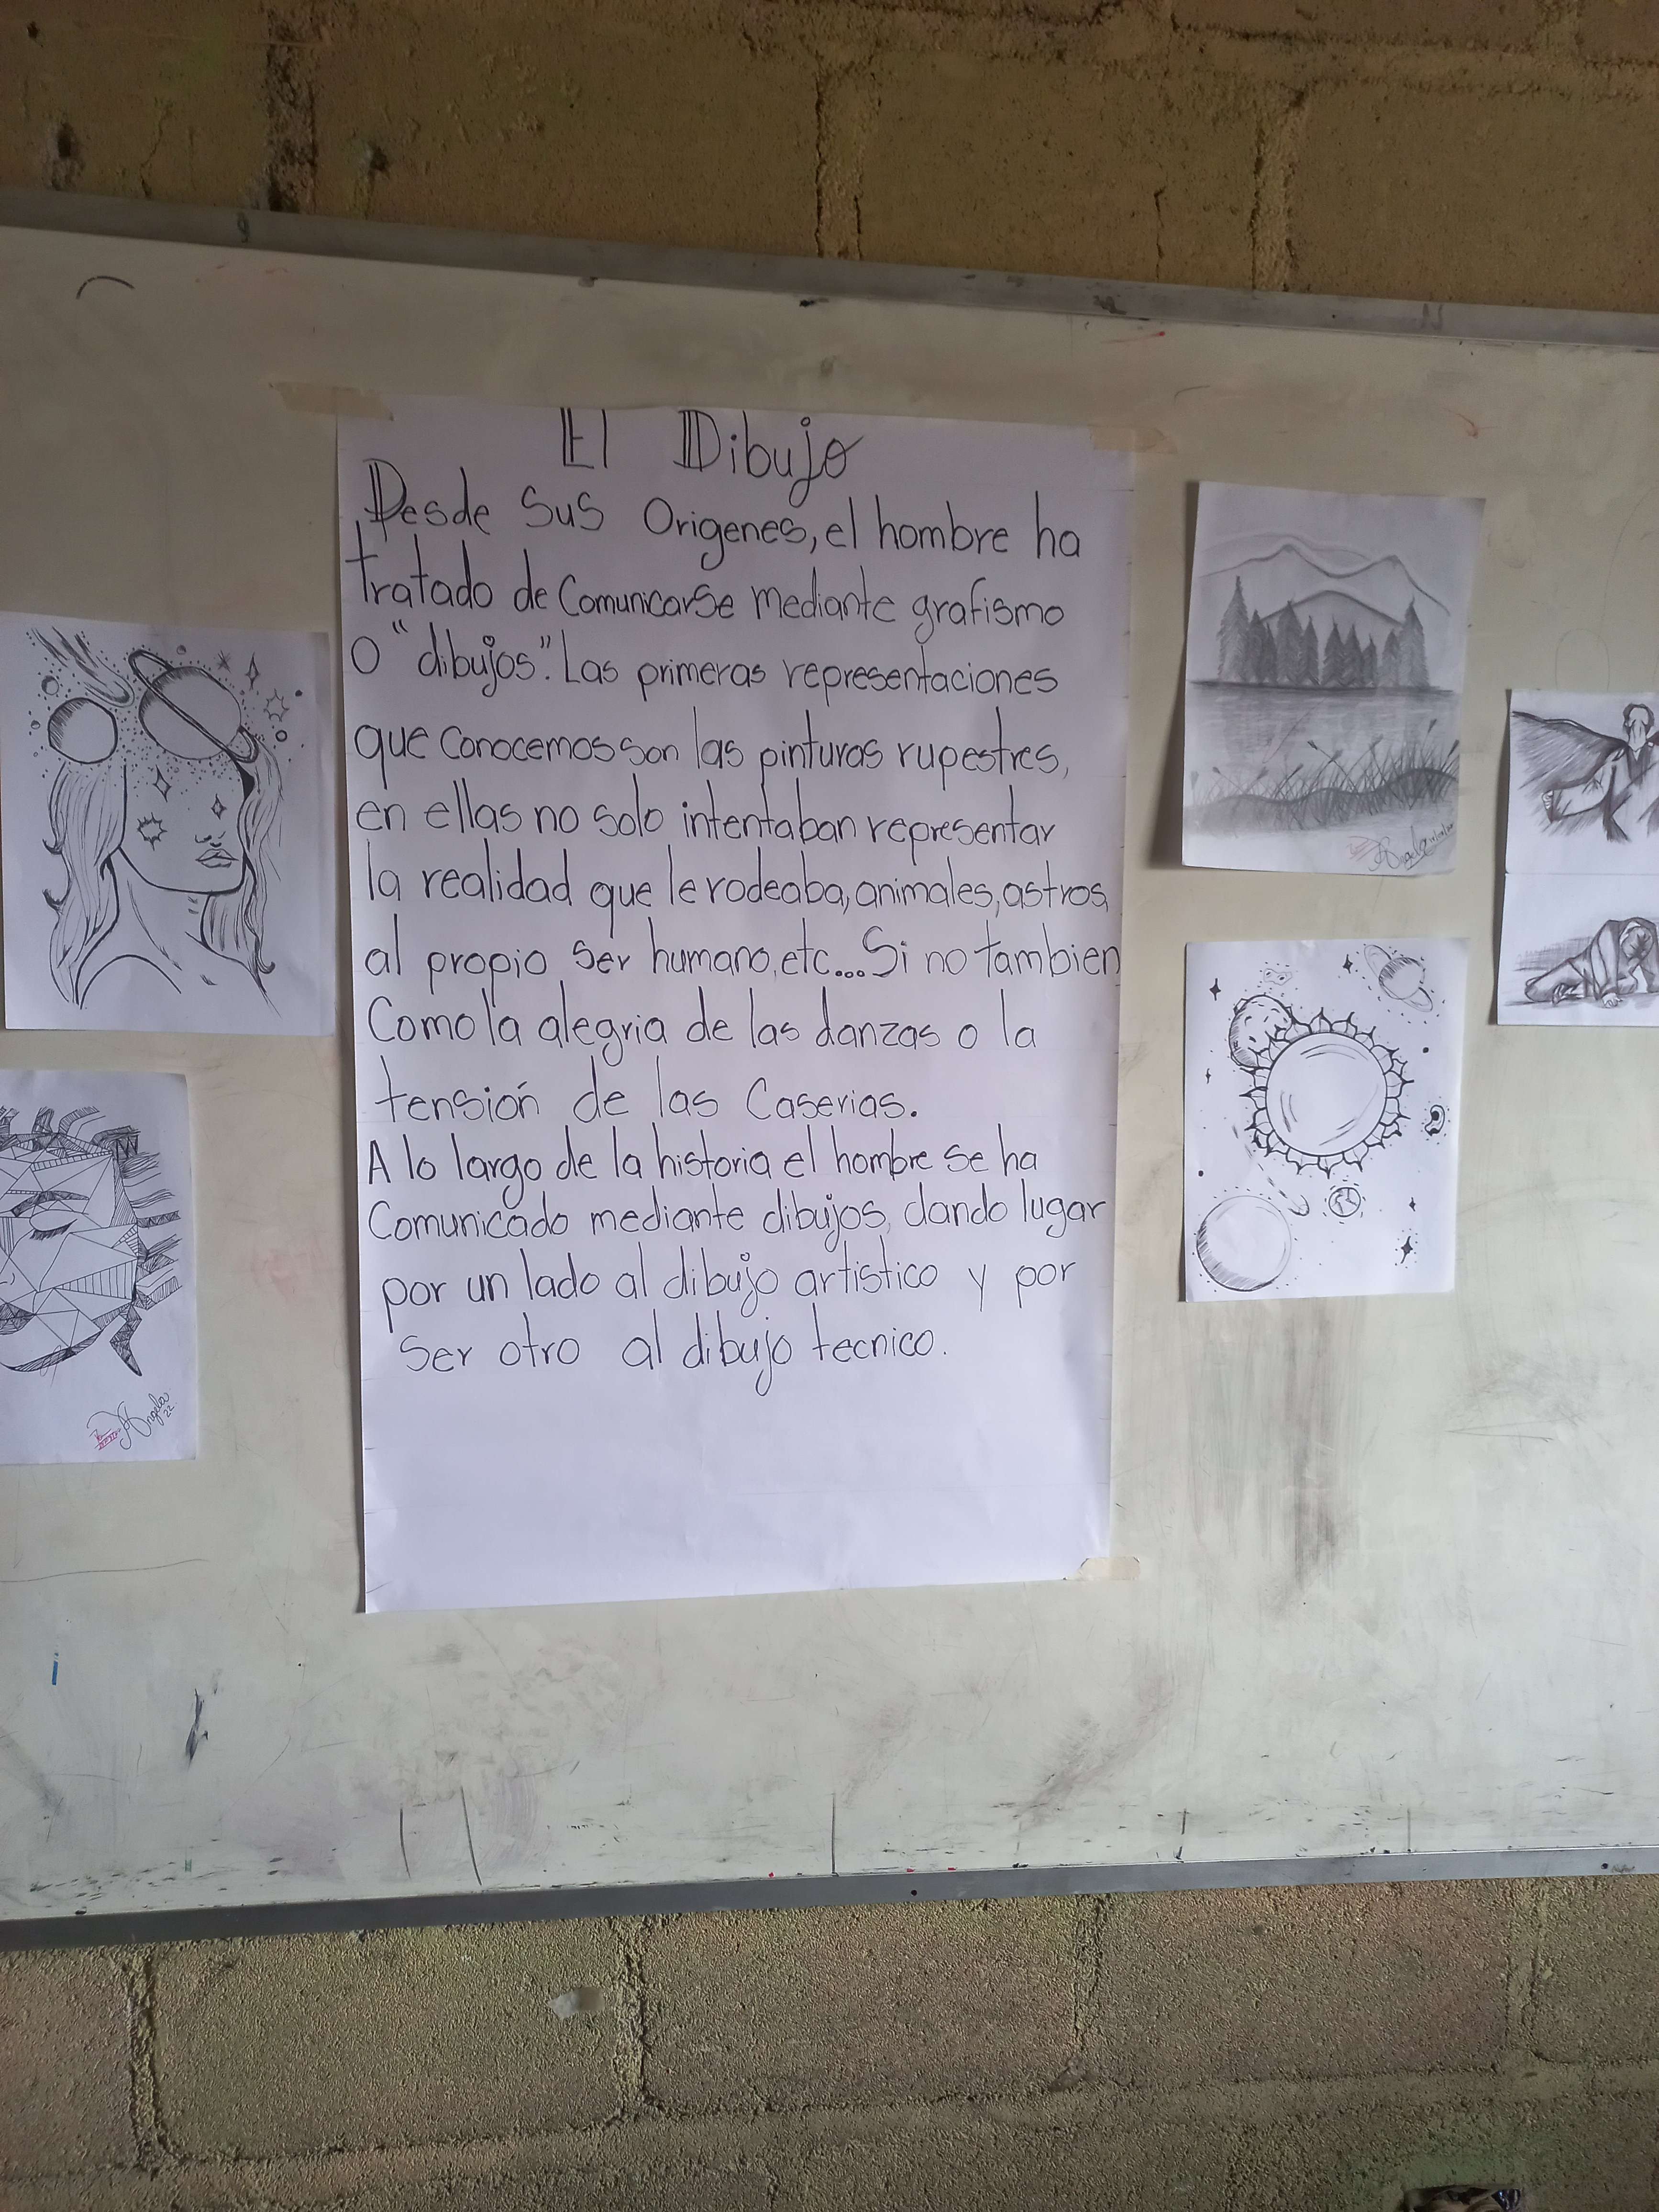 El Dibujo
Desde sus Origenes, el hombre ha
tratado de Comunicarse mediante grafismo
o "dibujos". Las primeras representaciones
que conocemos son las pinturas rupestres,
en ellas no solo intentaban representar
la realidad que le rodeaba, animales, astros,
al propio ser humano, etc... Si no tambien
Como la alegria de las danzas o la
tensión de las Caserias.
A lo largo de la historia el hombre se ha
Comunicado mediante dibujos, dando lugar
por un lado al dibujo artistico y por
ser otro al dibujo tecnico.
Angela
Angela
22